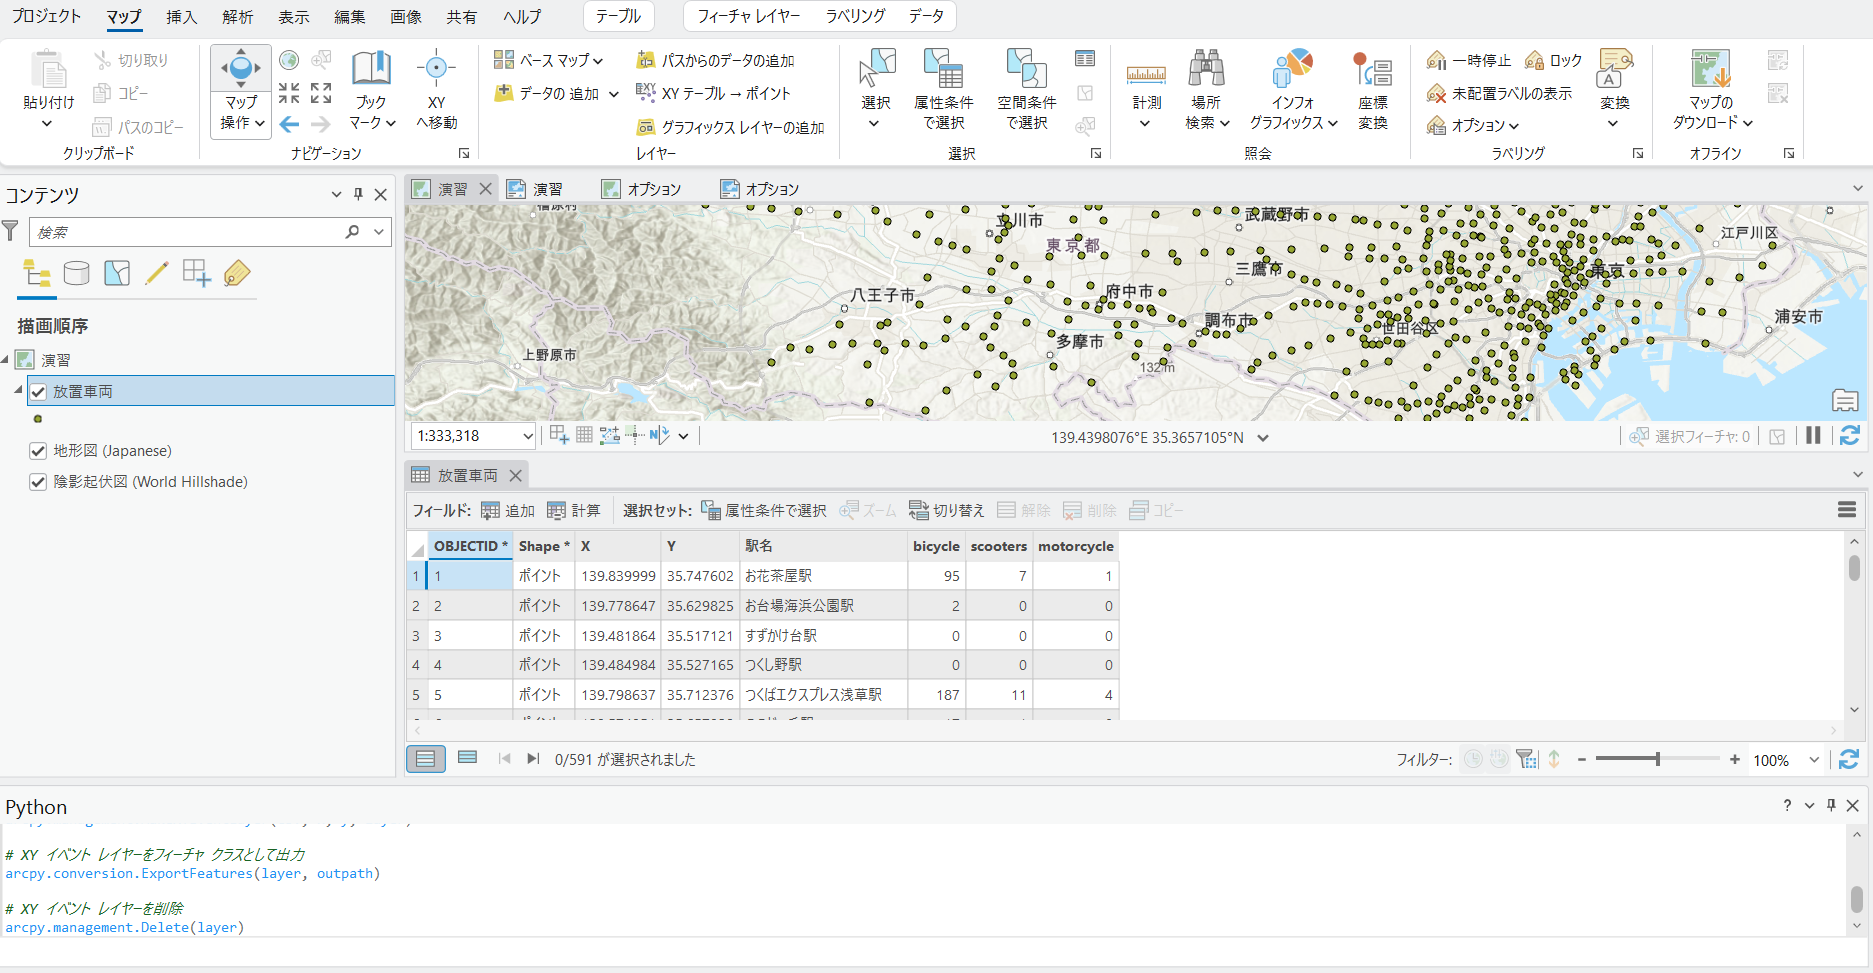 プロジェクト マップ 挿入 解析 表示 編集 画像 共有 ヘルプ テーブル フィーチャ レイヤー ラベリング データ
貼り付け
切り取り
コピー
パスのコピー
クリップボード
マップ
操作
ブック
マーク
XY
へ移動
ナビゲーション
ベース マップ
データの 追加
パスからのデータの追加
XY テーブル → ポイント
グラフィックス レイヤーの追加
レイヤー
選択
属性条件
で選択
空間条件
で選択
選択
計測
場所
検索
インフォ
グラフィックス
座標
変換
照会
一時停止 ロック
未配置ラベルの表示
オプション
変換
ラベリング
マップの
ダウンロード
オフライン
コンテンツ
検索
描画順序
演習
放置車両
地形図 (Japanese)
陰影起伏図 (World Hillshade)
演習 演習 オプション オプション
立川市
武蔵野市
東京都
江戸川区
三鷹市
東京
八王子市
府中市
調布市
世田谷区
浦安市
多摩市
上野原市
132 m
1:333,318
139.4398076°E 35.3657105°N
選択フィーチャ: 0
放置車両
フィールド: 追加 計算 選択セット: 属性条件で選択 ズーム 切り替え 解除 削除 コピー
OBJECTID * Shape * X Y 駅名 bicycle scooters motorcycle
1 1 ポイント 139.839999 35.747602 お花茶屋駅 95 7 1
2 2 ポイント 139.778647 35.629825 お台場海浜公園駅 2 0 0
3 3 ポイント 139.481864 35.517121 すずかけ台駅 0 0 0
4 4 ポイント 139.484984 35.527165 つくし野駅 0 0 0
5 5 ポイント 139.798637 35.712376 つくばエクスプレス浅草駅 187 11 4
0/591 が選択されました
フィルター:
100%
Python
# XY イベント レイヤーをフィーチャ クラスとして出力
arcpy.conversion.ExportFeatures(layer, outpath)
# XY イベント レイヤーを削除
arcpy.management.Delete(layer)